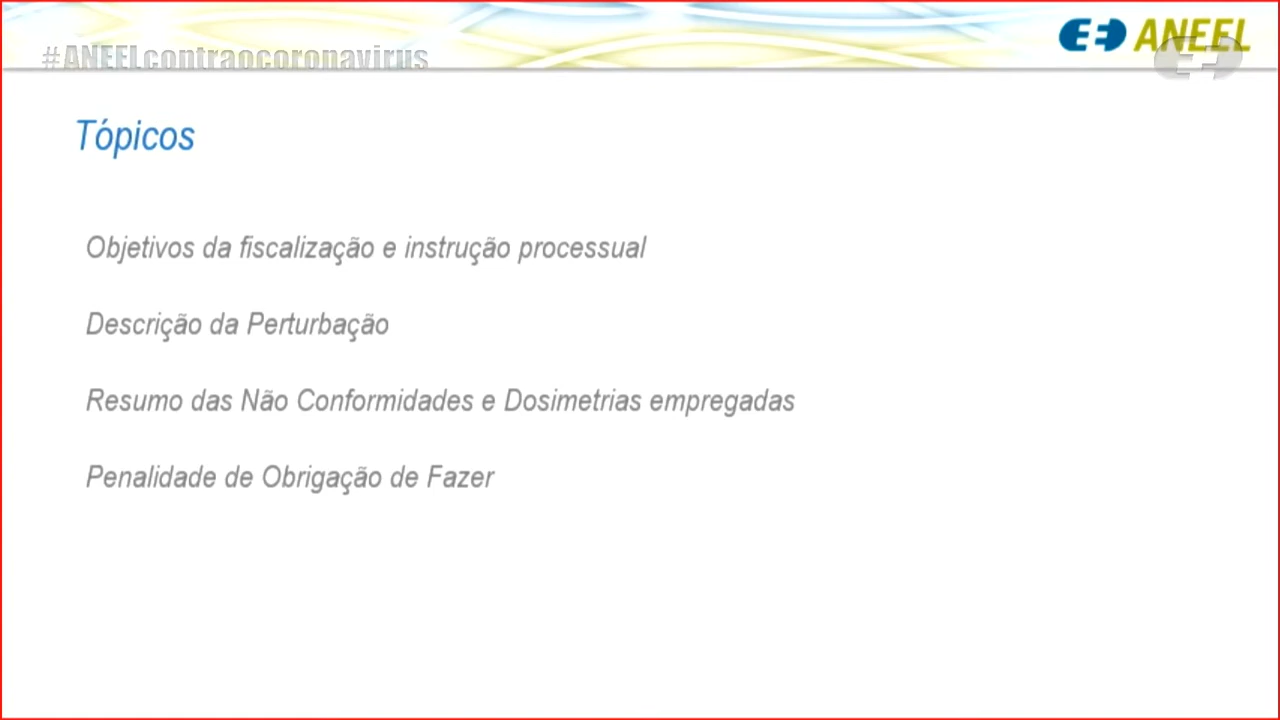 #ANEELcontraocoronavirus
ANEEL
Tópicos
Objetivos da fiscalização e instrução processual
Descrição da Perturbação
Resumo das Não Conformidades e Dosimetrias empregadas
Penalidade de Obrigação de Fazer